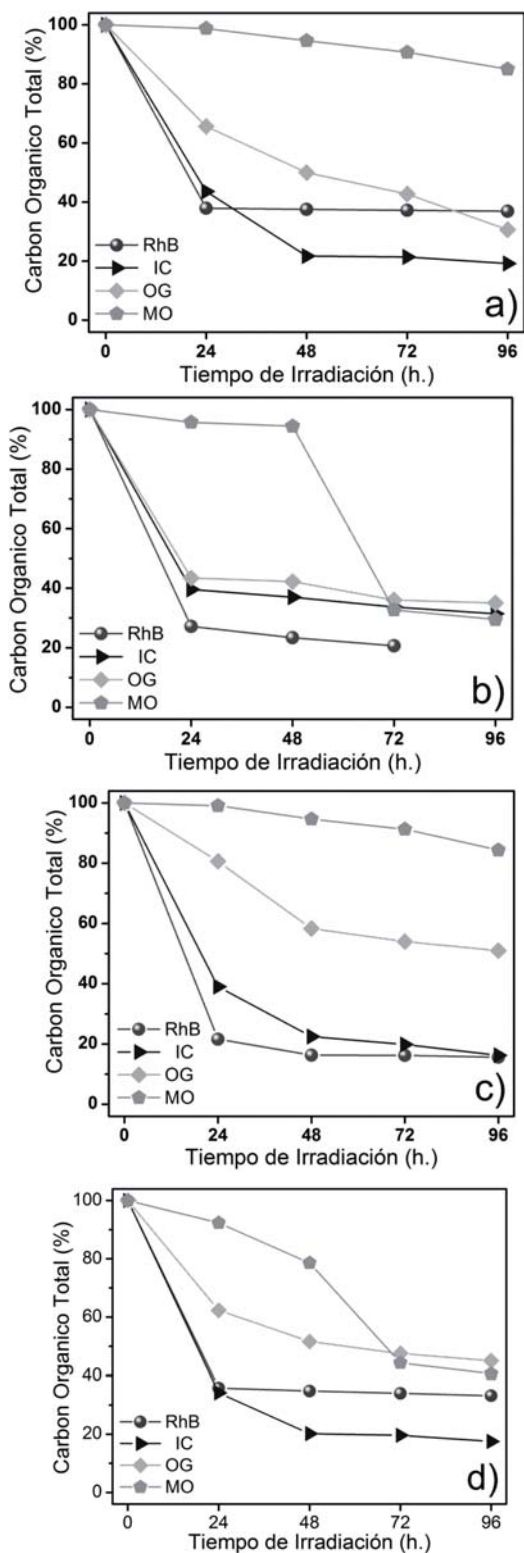 Carbon Organico Total (%)
100
80
60
40
20
0
RhB
IC
OG
MO
a)
0 24 48 72 96
Tiempo de Irradiación (h.)
Carbon Organico Total (%)
100
80
60
40
20
0
RhB
IC
OG
MO
b)
0 24 48 72 96
Tiempo de Irradiación (h.)
Carbon Organico Total (%)
100
80
60
40
20
0
RhB
IC
OG
MO
c)
0 24 48 72 96
Tiempo de Irradiación (h.)
Carbon Organico Total (%)
100
80
60
40
20
0
RhB
IC
OG
MO
d)
0 24 48 72 96
Tiempo de Irradiación (h.)